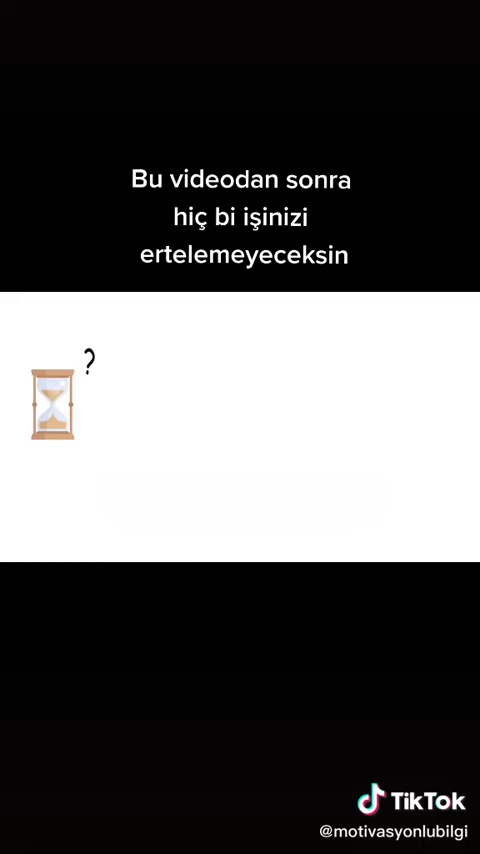 Bu videodan sonra
hiç bi işinizi
ertelemeyeceksin
?
TikTok
@motivasyonlubilgi